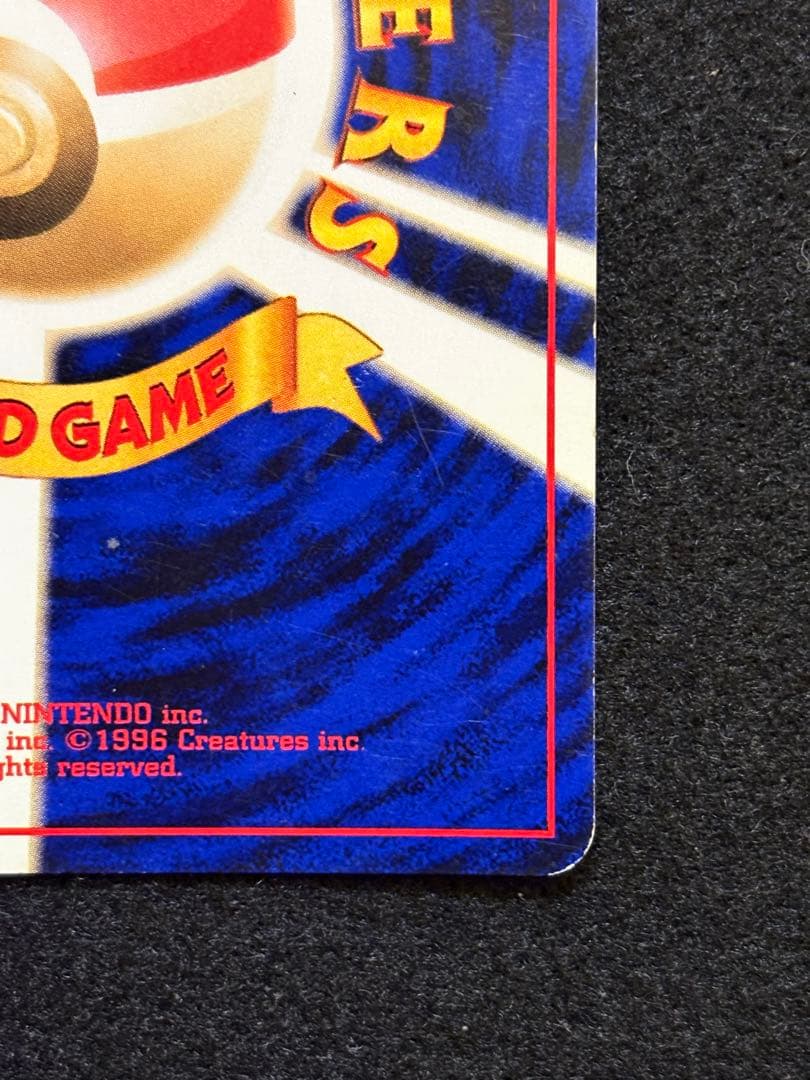 ERS
D GAME
NINTENDO inc.
inc. ©1996 Creatures inc.
ghts reserved.